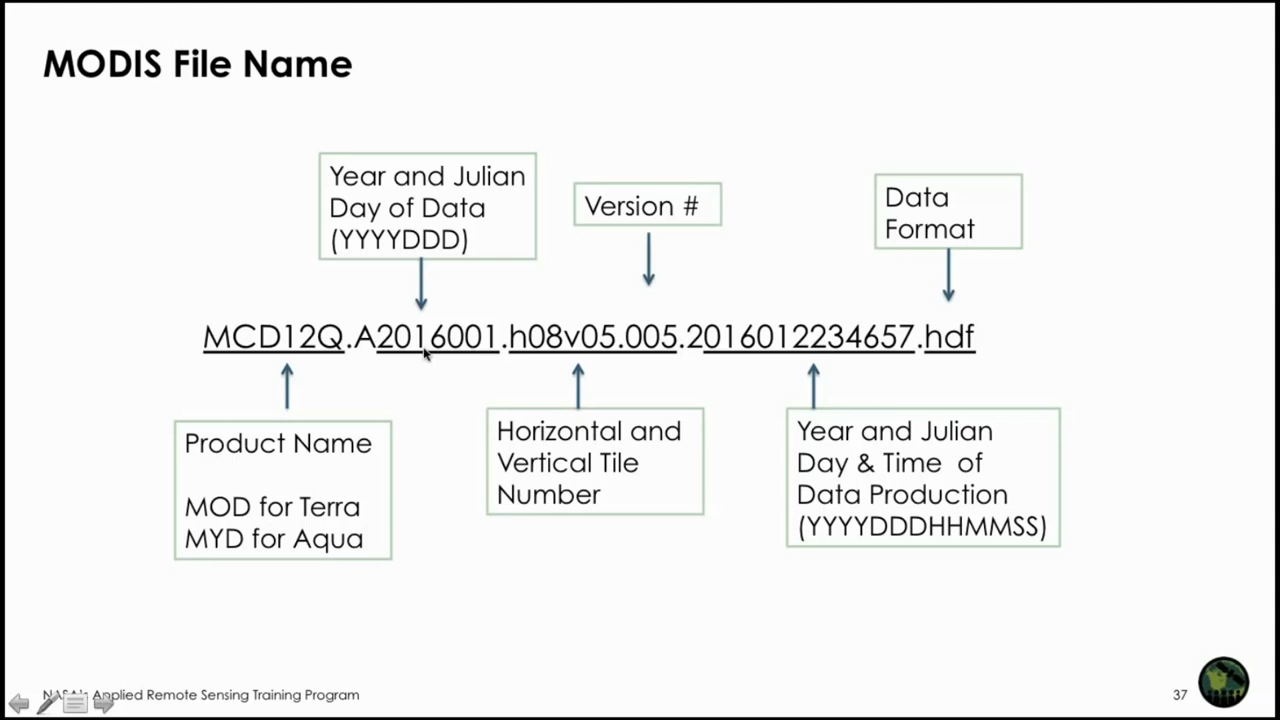 MODIS File Name
Year and Julian
Day of Data
(YYYYDDD)
Version #
Data
Format
MCD12Q.A2016001.h08v05.005.2016012234657.hdf
Product Name
MOD for Terra
MYD for Aqua
Horizontal and
Vertical Tile
Number
Year and Julian
Day & Time of
Data Production
(YYYYDDDHHMMSS)
NASA's Applied Remote Sensing Training Program
37